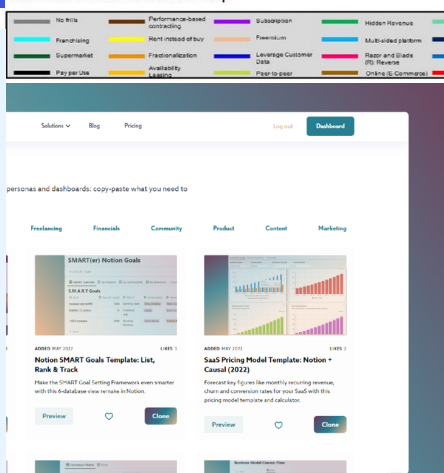 No frills
Performance-based
contracting
Subscription
Hidden Revenue
Franchising
Rent instead of buy
Freemium
Multi-sided platform
Supermarket
Fractionalization
Leverage Customer
Data
Razor and Blade
(R): Reverse
Pay per Use
Availability
Leasing
Peer to peer
Online (E-Commerce)
Solutions
Blog
Pricing
Log out
Dashboard
personas and dashboards: copy-paste what you need to
Freelancing
Financials
Community
Product
Content
Marketing
SMART(er) Notion Goals
S.M.A.R.T Goals
ADDED MAY 2022
LIKES
Notion SMART Goals Template: List,
Rank & Track
Make the SMART Goal Setting Framework even smarter
with this 6-database view remake in Notion.
Preview
Clone
ADDED MAY 2022
LIKES
SaaS Pricing Model Template: Notion +
Causal (2022)
Forecast key figures like monthly recurring revenue,
churn and conversion rates for your SaaS with this
pricing model template and calculator.
Preview
Clone